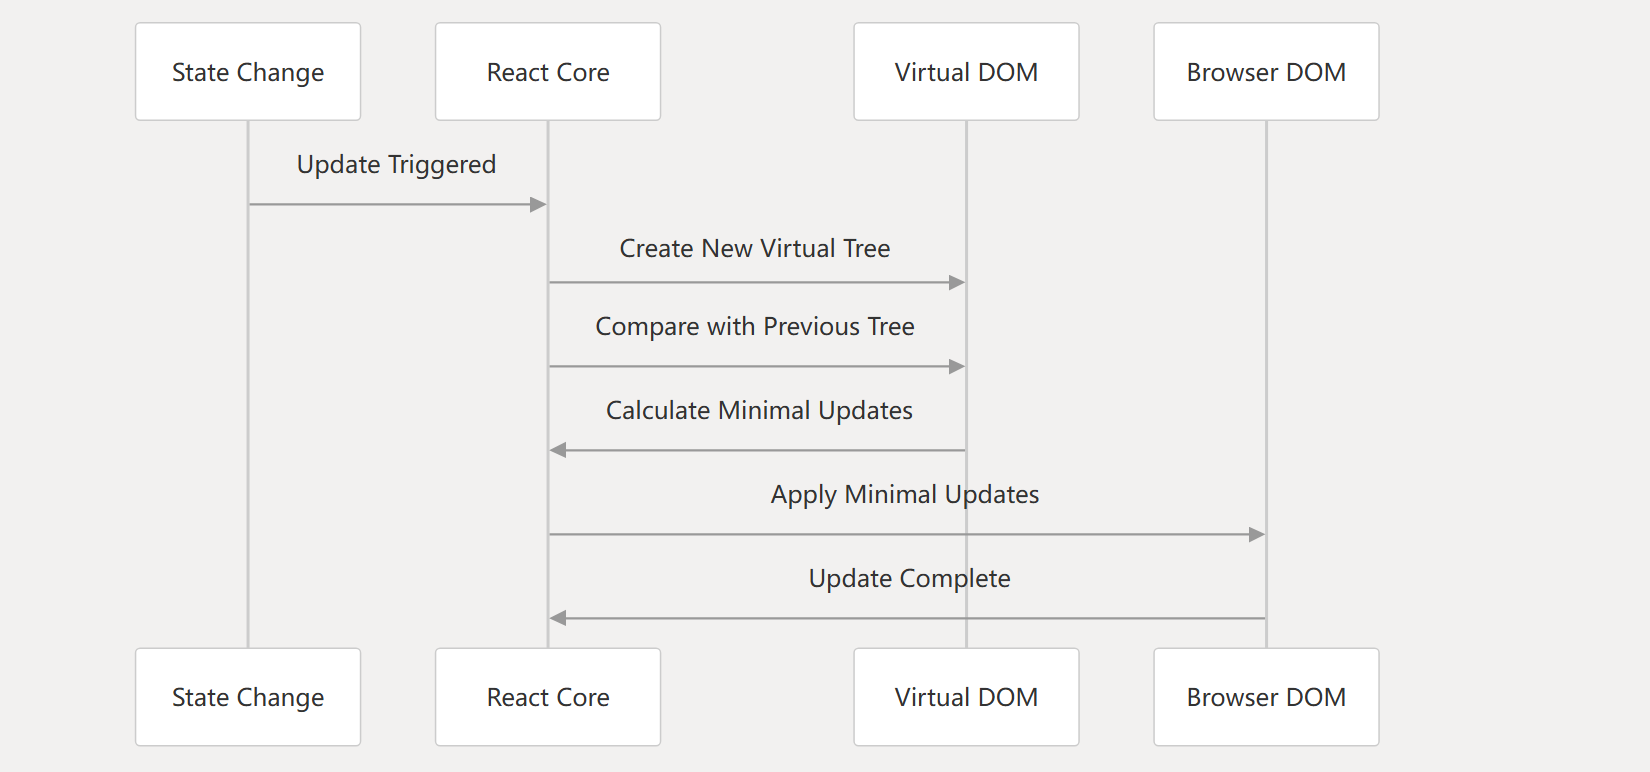 State Change
React Core
Virtual DOM
Browser DOM
Update Triggered
Create New Virtual Tree
Compare with Previous Tree
Calculate Minimal Updates
Apply Minimal Updates
Update Complete
State Change
React Core
Virtual DOM
Browser DOM